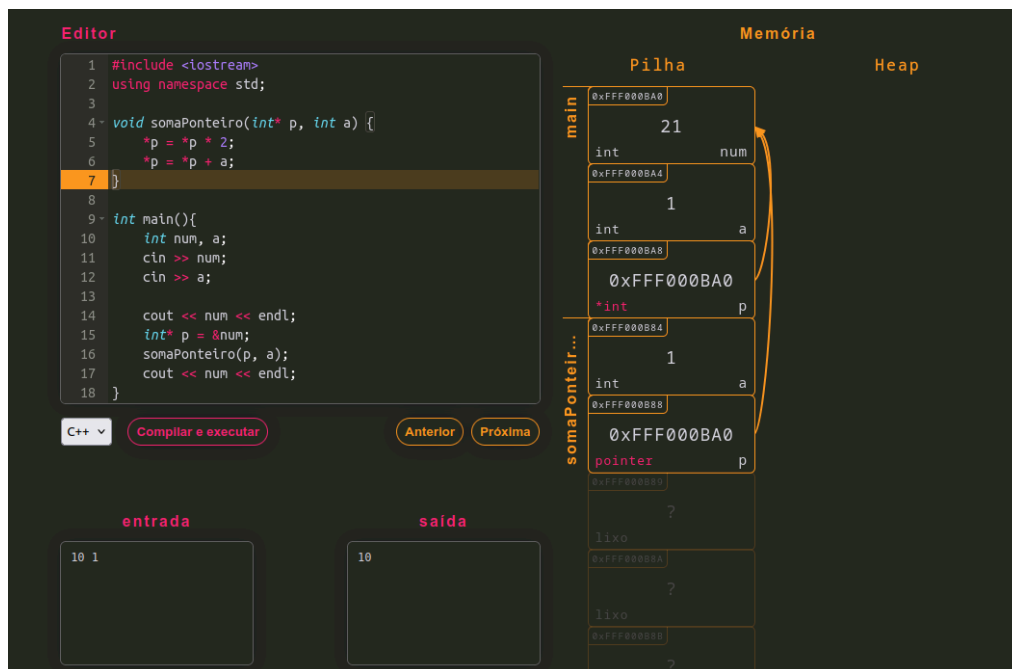 Editor
1 #include <iostream>
2 using namespace std;
3
4 void somaPonteiro(int* p, int a) {
5 *p = *p * 2;
6 *p = *p + a;
7 }
8
9 int main(){
10 int num, a;
11 cin >> num;
12 cin >> a;
13
14 cout << num << endl;
15 int* p = &num;
16 somaPonteiro(p, a);
17 cout << num << endl;
18 }
C++
Compilar e executar
Anterior
Próxima
entrada
10 1
saída
10
Memória
Pilha
Heap
main
0xFFF000BA0
21
int num
0xFFF000BA4
1
int a
0xFFF000BA8
0xFFF000BA0
*int p
somaPonteir...
0xFFF000B84
1
int a
0xFFF000B88
0xFFF000BA0
pointer p
0xFFF000B89
?
lixo
0xFFF000B8A
?
lixo
0xFFF000B8B
?